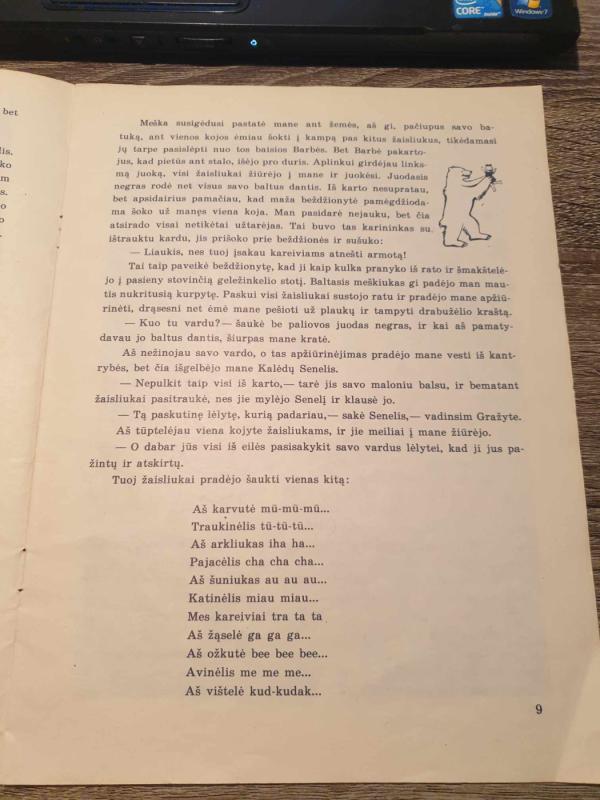 CORE
inside
Windows 7
bet
lis.
ko
m
s.
o
o
.
Meška susigėdusi pastatė mane ant žemės, aš gi, pačiupus savo ba-
tuką, ant vienos kojos ėmiau šokti į kampą pas kitus žaisliukus, tikėdamasi
jų tarpe pasislėpti nuo tos baisios Barbės. Bet Barbė pakarto-
jus, kad pietūs ant stalo, išėjo pro duris. Aplinkui girdėjau links-
mą juoką, visi žaisliukai žiūrėjo į mane ir juokėsi. Juodasis
negras rodė net visus savo baltus dantis. Iš karto nesupratau,
bet apsidairius pamačiau, kad maža beždžionytė pamėgdžioda-
ma šoko už manęs viena koja. Man pasidarė nejauku, bet čia
atsirado visai netikėtai užtarėjas. Tai buvo tas karininkas su
ištrauktu kardu, jis prišoko prie beždžionės ir sušuko:
— Liaukis, nes tuoj įsakau kareiviams atnešti armotą!
Tai taip paveikė beždžionytę, kad ji kaip kulka pranyko iš rato ir šmakštelė-
jo į pasieny stovinčią geležinkelio stotį. Baltasis meškiukas gi padėjo man mau-
tis nukritusią kurpytę. Paskui visi žaisliukai sustojo ratu ir pradėjo mane apžiū-
rinėti, drąsesni net ėmė mane pešioti už plaukų ir tampyti drabužėlio kraštą.
— Kuo tu vardu?— šaukė be paliovos juodas negras, ir kai aš pamaty-
davau jo baltus dantis, šiurpas mane kratė.
Aš nežinojau savo vardo, o tas apžiūrinėjimas pradėjo mane vesti iš kant-
rybės, bet čia išgelbėjo mane Kalėdų Senelis.
— Nepulkit taip visi iš karto,— tarė jis savo maloniu balsu, ir bematant
žaisliukai pasitraukė, nes jie mylėjo Senelį ir klausė jo.
— Tą paskutinę lėlytę, kurią padariau,— sakė Senelis,— vadinsim Gražyte.
Aš tūptelėjau viena kojyte žaisliukams, ir jie meiliai į mane žiūrėjo.
— O dabar jūs visi iš eilės pasisakykit savo vardus lėlytei, kad ji jus pa-
žintų ir atskirtų.
Tuoj žaisliukai pradėjo šaukti vienas kitą:
Aš karvutė mū-mū-mū...
Traukinėlis tū-tū-tū...
Aš arkliukas iha ha...
Pajacėlis cha cha cha...
Aš šuniukas au au au...
Katinėlis miau miau...
Mes kareiviai tra ta ta
Aš žąselė ga ga ga...
Aš ožkutė bee bee bee...
Avinėlis me me me...
Aš vištelė kud-kudak...
9